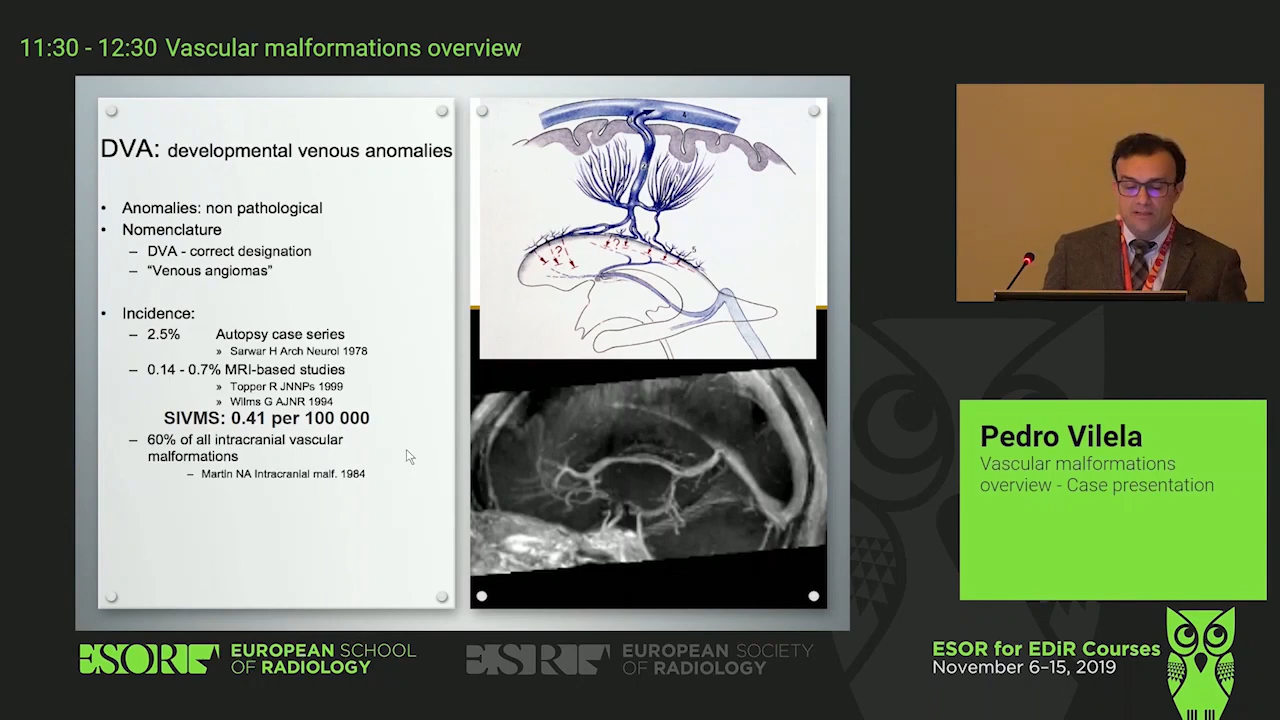 11:30 - 12:30 Vascular malformations overview
DVA: developmental venous anomalies
• Anomalies: non pathological
• Nomenclature
– DVA - correct designation
– “Venous angiomas”
• Incidence:
– 2.5% Autopsy case series
» Sarwar H Arch Neurol 1978
– 0.14 - 0.7% MRI-based studies
» Topper R JNNPs 1999
» Wilms G AJNR 1994
SIVMS: 0.41 per 100 000
– 60% of all intracranial vascular
malformations
– Martin NA Intracranial malf. 1984
Pedro Vilela
Vascular malformations
overview - Case presentation
ESOR EUROPEAN SCHOOL
OF RADIOLOGY
ESR EUROPEAN SOCIETY
OF RADIOLOGY
ESOR for EDiR Courses
November 6–15, 2019